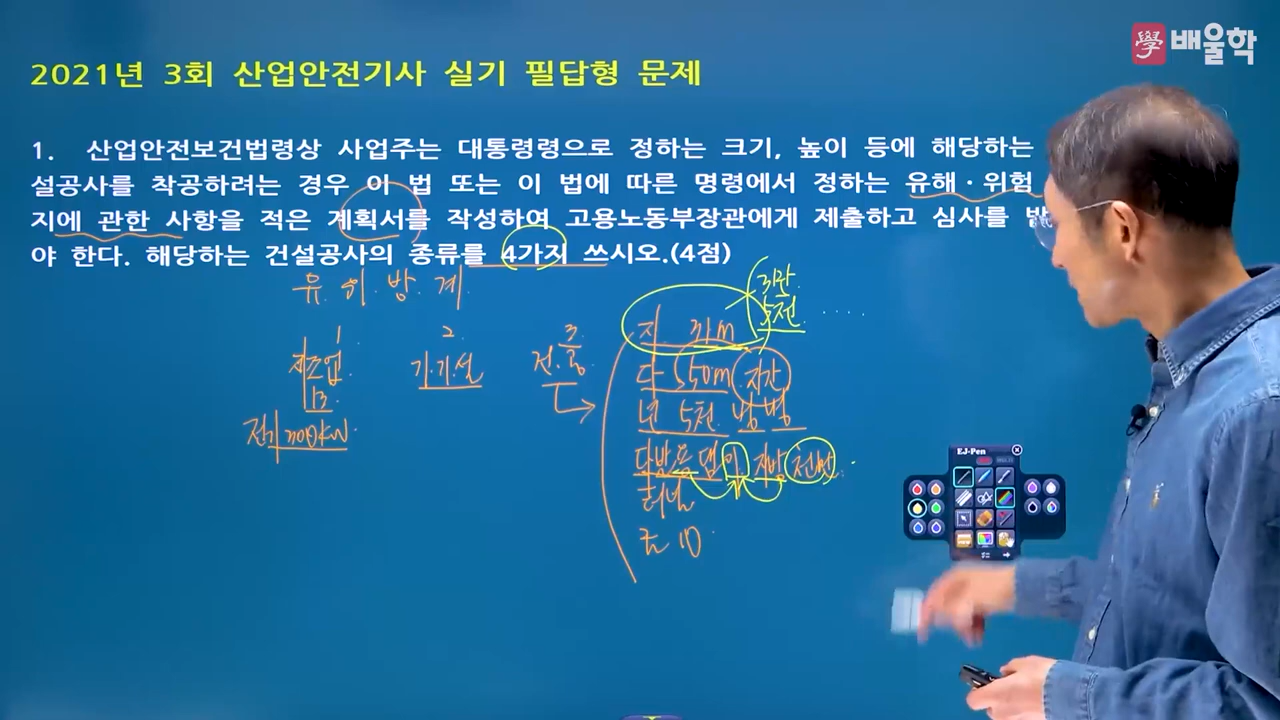 學 배울학
2021년 3회 산업안전기사 실기 필답형 문제
1. 산업안전보건법령상 사업주는 대통령령으로 정하는 크기, 높이 등에 해당하는
설공사를 착공하려는 경우 이 법 또는 이 법에 따른 명령에서 정하는 유해·위험
지에 관한 사항을 적은 계획서를 작성하여 고용노동부장관에게 제출하고 심사를 받
야 한다. 해당하는 건설공사의 종류를 4가지 쓰시오.(4점)
유. 위. 방. 계
1 2 3
제조업 기.기.설 건.공
13
전기 300kW
지 31m
3만
5천 ....
다 50m
연 5천 냉 병
터널
굴 10
EJ-Pen